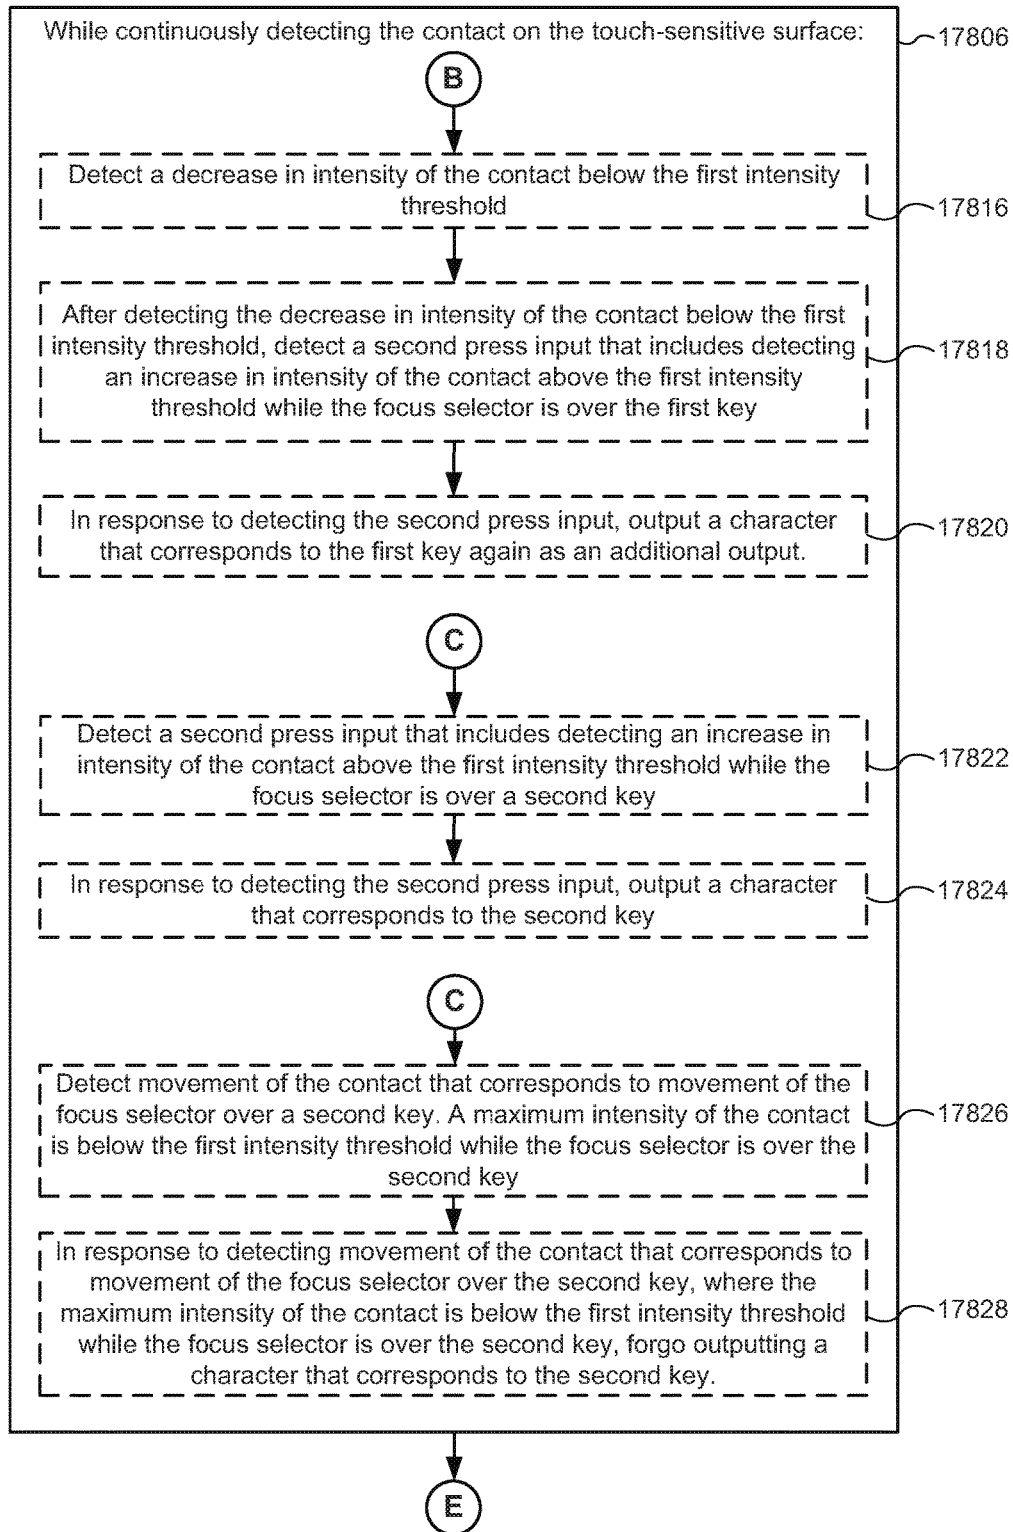 While continuously detecting the contact on the touch-sensitive surface:
17806
B
Detect a decrease in intensity of the contact below the first intensity
threshold
17816
After detecting the decrease in intensity of the contact below the first
intensity threshold, detect a second press input that includes detecting
an increase in intensity of the contact above the first intensity
threshold while the focus selector is over the first key
17818
In response to detecting the second press input, output a character
that corresponds to the first key again as an additional output.
17820
C
Detect a second press input that includes detecting an increase in
intensity of the contact above the first intensity threshold while the
focus selector is over a second key
17822
In response to detecting the second press input, output a character
that corresponds to the second key
17824
C
Detect movement of the contact that corresponds to movement of the
focus selector over a second key. A maximum intensity of the contact
is below the first intensity threshold while the focus selector is over the
second key
17826
In response to detecting movement of the contact that corresponds to
movement of the focus selector over the second key, where the
maximum intensity of the contact is below the first intensity threshold
while the focus selector is over the second key, forgo outputting a
character that corresponds to the second key.
17828
E